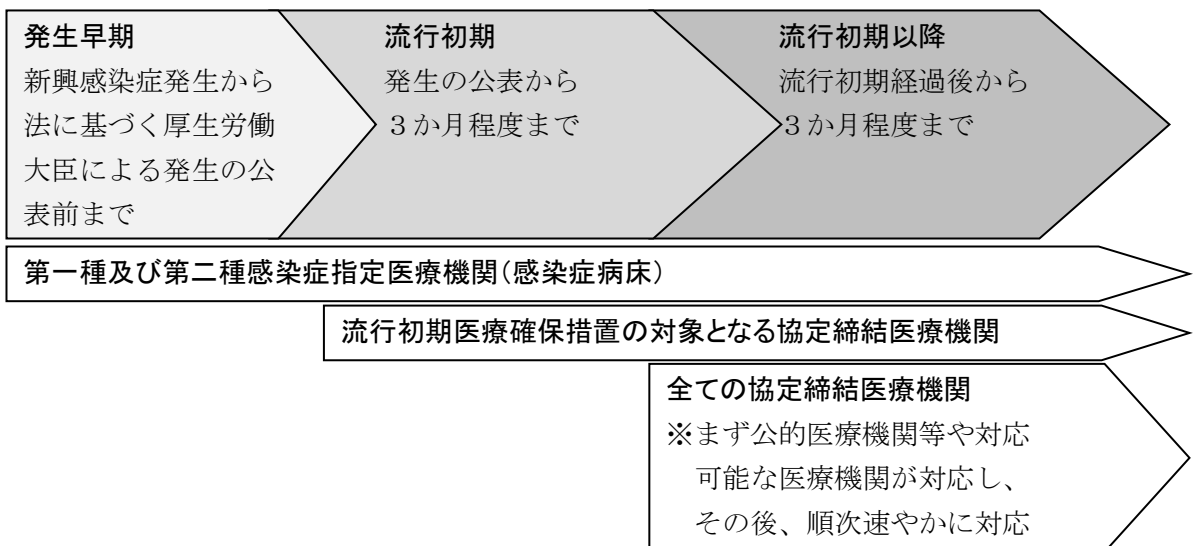 発生早期
新興感染症発生から
法に基づく厚生労働
大臣による発生の公
表前まで
流行初期
発生の公表から
３か月程度まで
流行初期以降
流行初期経過後から
３か月程度まで
第一種及び第二種感染症指定医療機関(感染症病床)
流行初期医療確保措置の対象となる協定締結医療機関
全ての協定締結医療機関
※まず公的医療機関等や対応
可能な医療機関が対応し、
その後、順次速やかに対応